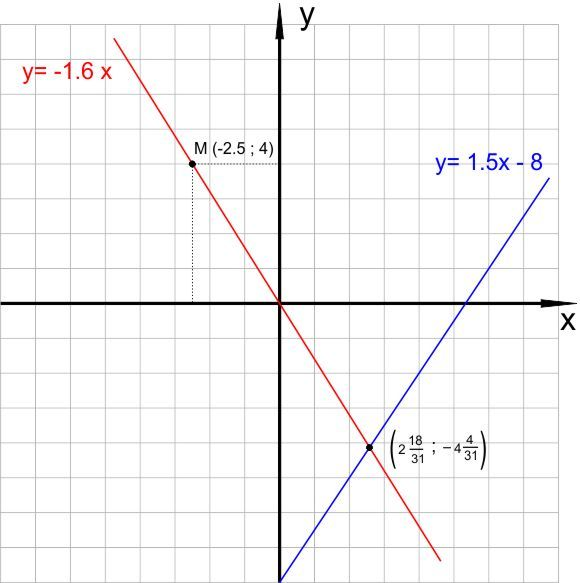 y
y= -1.6 x
M (-2.5 ; 4)
y= 1.5x - 8
x
(2 18/31 ; −4 4/31)